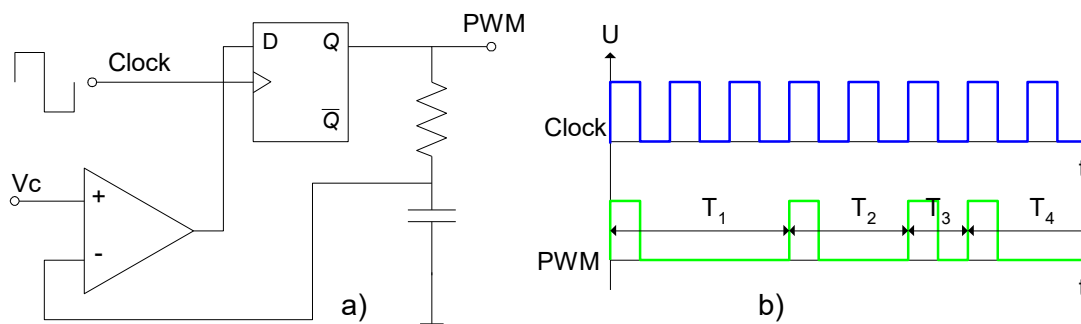 PWM
D
Q
Clock
Q
Vc
+
-
a)
U
Clock
t
T1
T2
T3
T4
PWM
t
b)